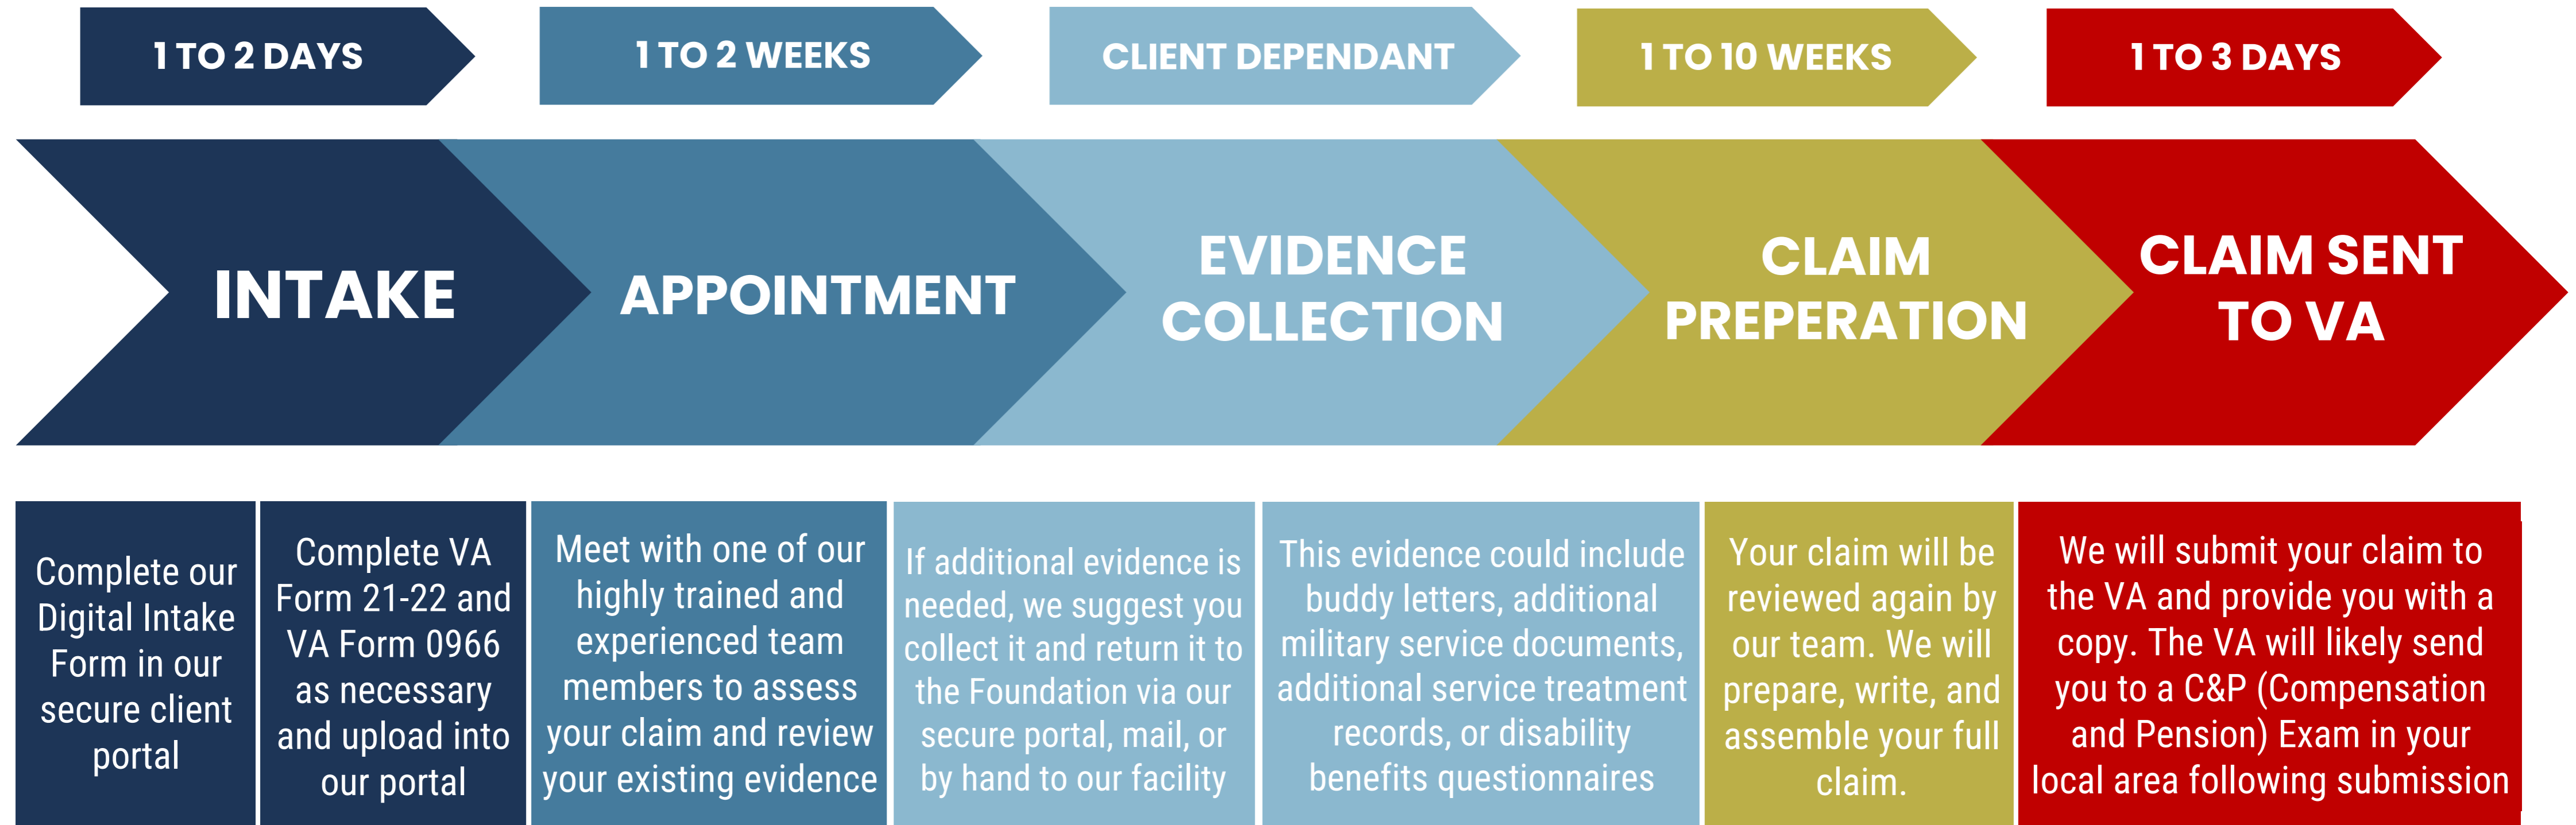 1 TO 2 DAYS
1 TO 2 WEEKS
CLIENT DEPENDANT
1 TO 10 WEEKS
1 TO 3 DAYS
INTAKE
APPOINTMENT
EVIDENCE
COLLECTION
CLAIM
PREPERATION
CLAIM SENT
TO VA
Complete our
Digital Intake
Form in our
secure client
portal
Complete VA
Form 21-22 and
VA Form 0966
as necessary
and upload into
our portal
Meet with one of our
highly trained and
experienced team
members to assess
your claim and review
your existing evidence
If additional evidence is
needed, we suggest you
collect it and return it to
the Foundation via our
secure portal, mail, or
by hand to our facility
This evidence could include
buddy letters, additional
military service documents,
additional service treatment
records, or disability
benefits questionnaires
Your claim will be
reviewed again by
our team. We will
prepare, write, and
assemble your full
claim.
We will submit your claim to
the VA and provide you with a
copy. The VA will likely send
you to a C&P (Compensation
and Pension) Exam in your
local area following submission